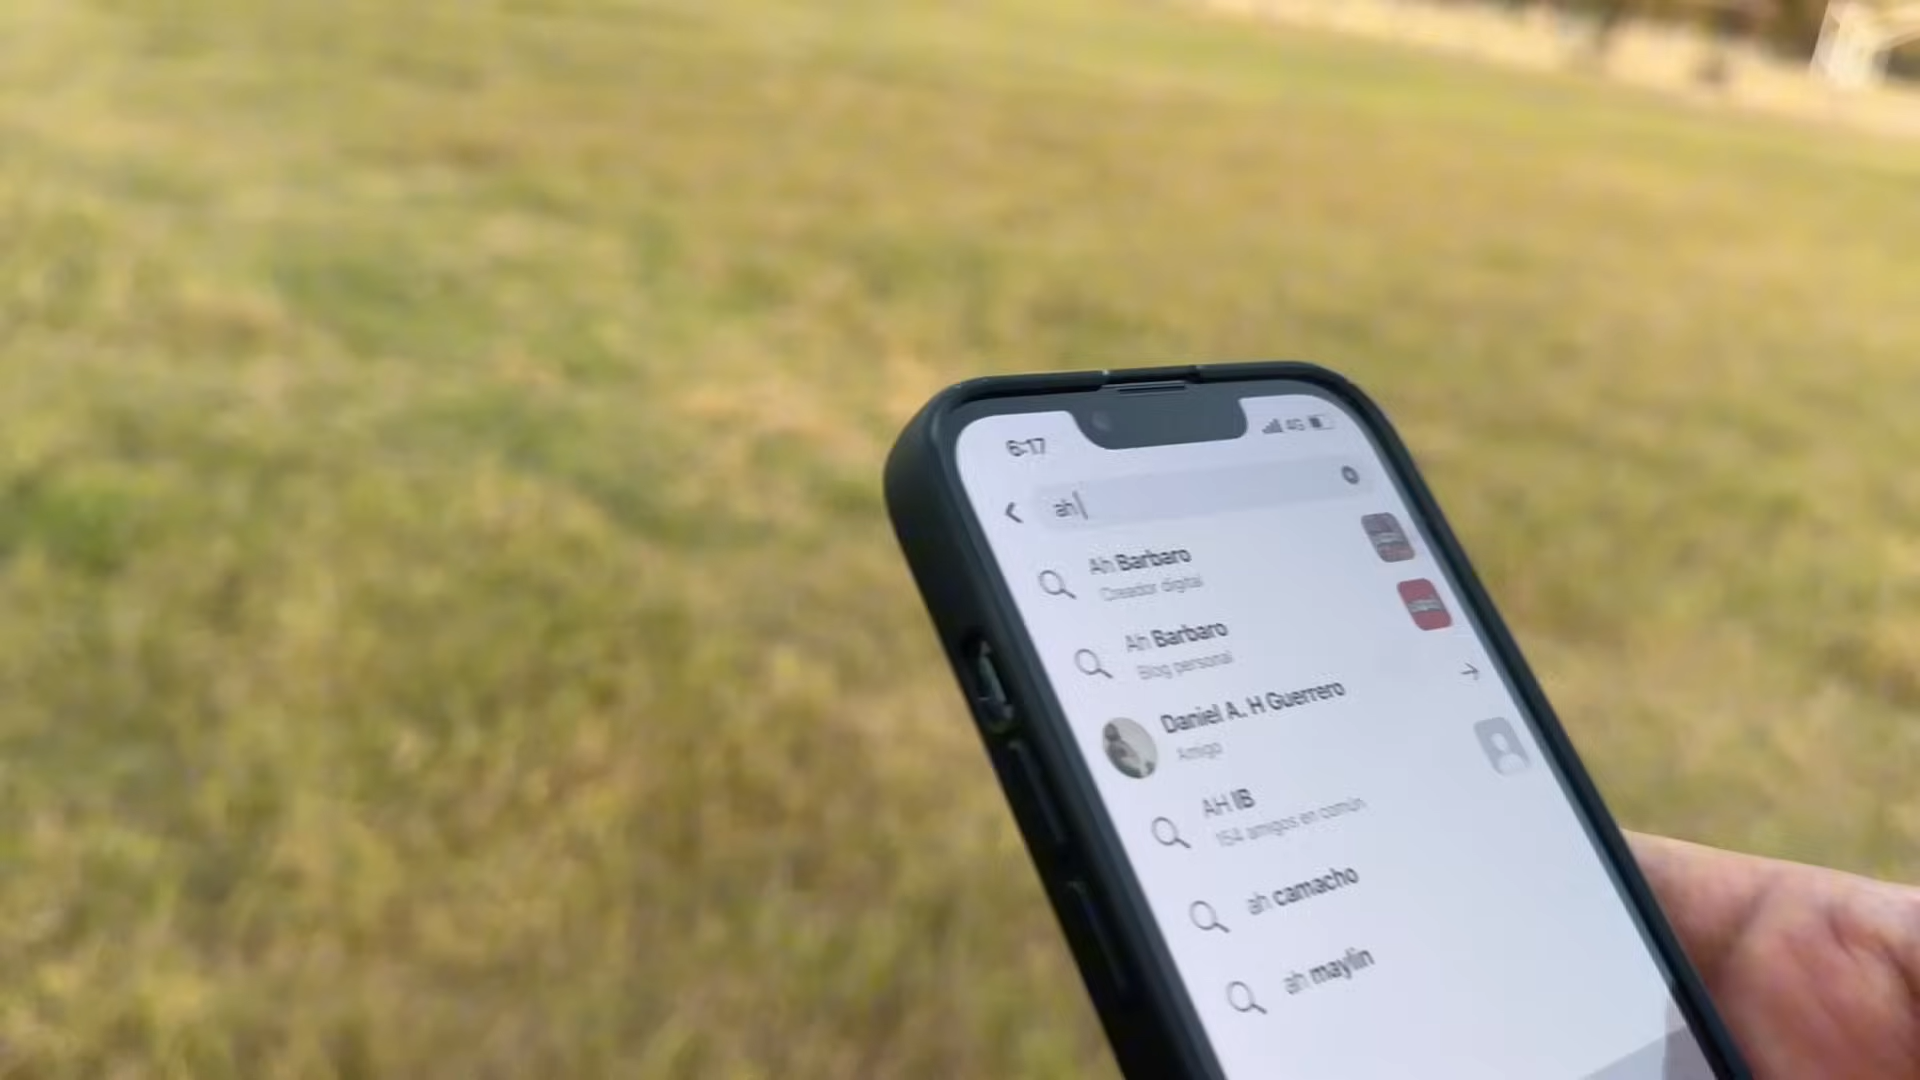 6:17
4G
ah
Ah Barbaro
Creador digital
Ah Barbaro
Blog personal
Daniel A. H Guerrero
Amigo
AH IB
154 amigos en común
ah camacho
ah maylin